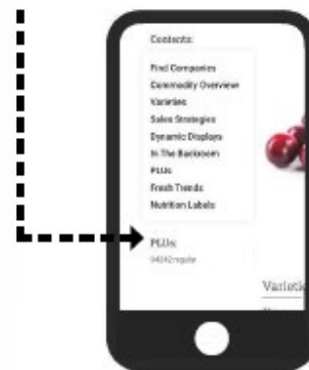 Contents:
Find Companies
Commodity Overview
Varieties
Sales Strategies
Dynamic Displays
In The Backroom
PLUs
Fresh Trends
Nutrition Labels
PLUs:
Varieti